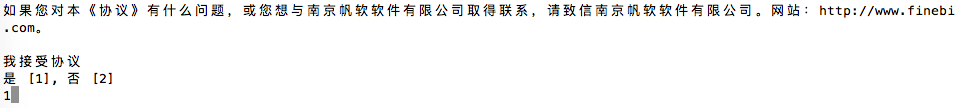 如果您对本《协议》有什么问题，或您想与南京帆软软件有限公司取得联系，请致信南京帆软软件有限公司。网站：http://www.finebi
.com。
我接受协议
是 [1], 否 [2]
1